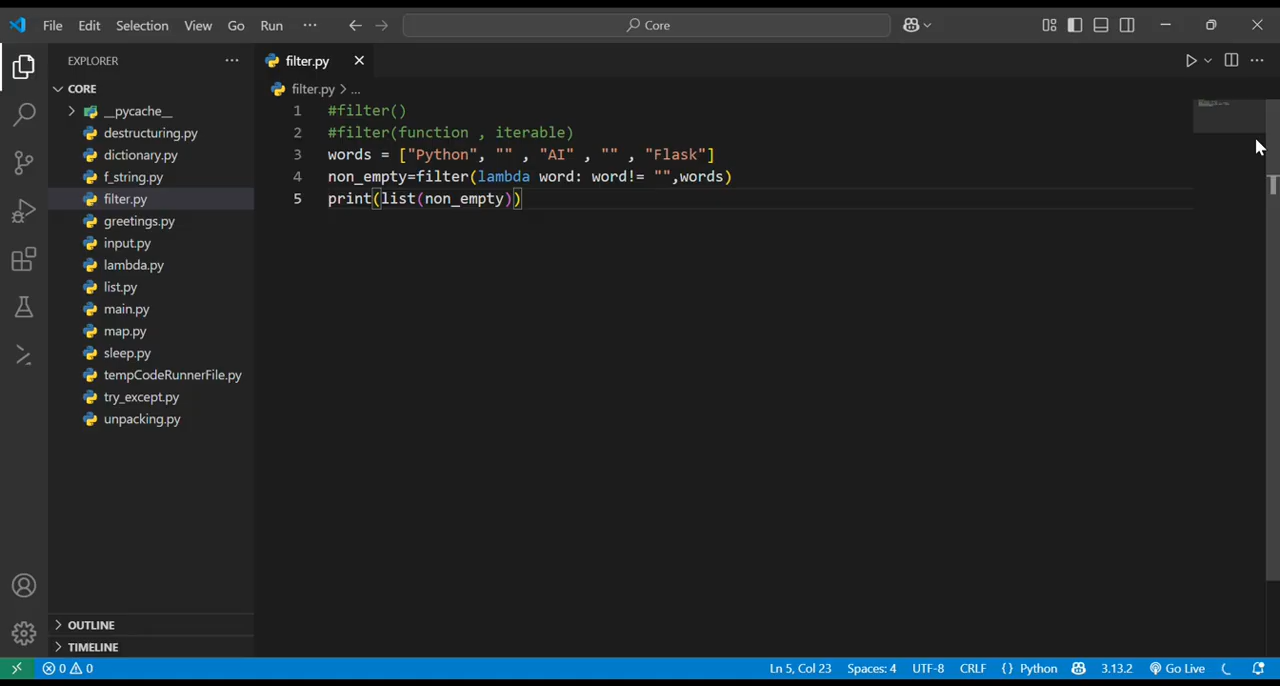 File Edit Selection View Go Run ··· Core
EXPLORER ···
CORE
__pycache__
destructuring.py
dictionary.py
f_string.py
filter.py
greetings.py
input.py
lambda.py
list.py
main.py
map.py
sleep.py
tempCodeRunnerFile.py
try_except.py
unpacking.py
OUTLINE
TIMELINE
filter.py
filter.py > ...
1 #filter()
2 #filter(function , iterable)
3 words = ["Python", "" , "AI" , "" , "Flask"]
4 non_empty=filter(lambda word: word!= "",words)
5 print(list(non_empty))
0 0 Ln 5, Col 23 Spaces: 4 UTF-8 CRLF {} Python 3.13.2 Go Live